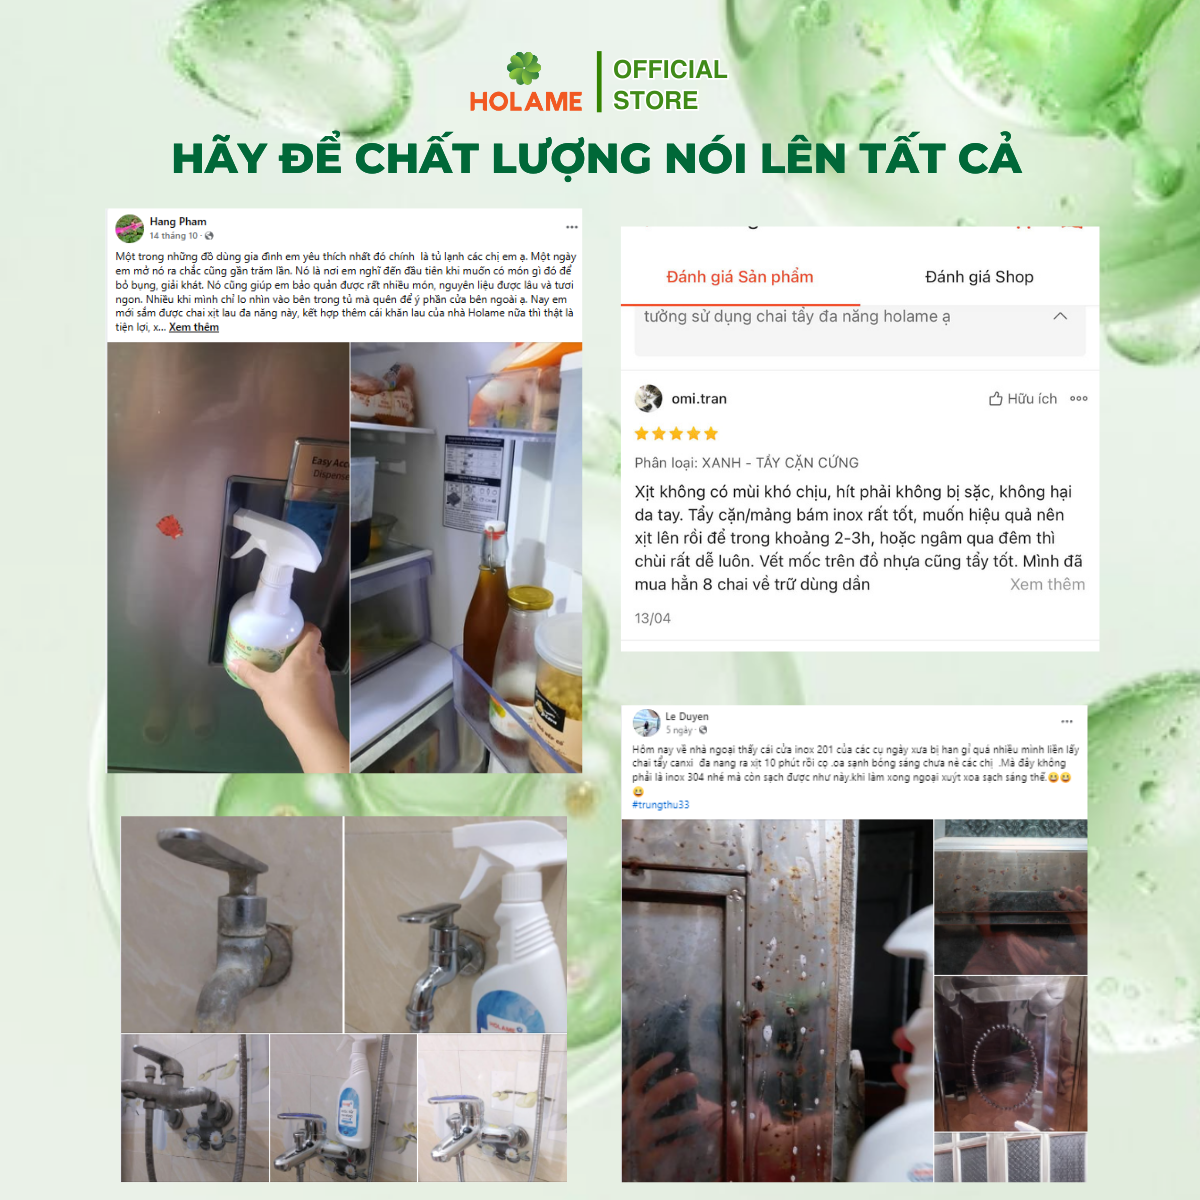 HOLAME
OFFICIAL
STORE
HÃY ĐỂ CHẤT LƯỢNG NÓI LÊN TẤT CẢ
Hang Pham
14 tháng 10 ·
Một trong những đồ dùng gia đình em yêu thích nhất đó chính là tủ lạnh các chị em ạ. Một ngày
em mở nó ra chắc cũng gần trăm lần. Nó là nơi em nghĩ đến đầu tiên khi muốn có món gì đó để
bỏ bụng, giải khát. Nó cũng giúp em bảo quản được rất nhiều món, nguyên liệu được lâu và tươi
ngon. Nhiều khi mình chỉ lo nhìn vào bên trong tủ mà quên để ý phần cửa bên ngoài ạ. Nay em
mới sắm được chai xịt lau đa năng này, kết hợp thêm cái khăn lau của nhà Holame nữa thì thật là
tiện lợi, x... Xem thêm
Easy Acc
Dispense
Đánh giá Sản phẩm
Đánh giá Shop
tưởng sử dụng chai tẩy đa năng holame ạ
omi.tran
Hữu ích
Phân loại: XANH - TẨY CẶN CỨNG
Xịt không có mùi khó chịu, hít phải không bị sặc, không hại
da tay. Tẩy cặn/mảng bám inox rất tốt, muốn hiệu quả nên
xịt lên rồi để trong khoảng 2-3h, hoặc ngâm qua đêm thì
chùi rất dễ luôn. Vết mốc trên đồ nhựa cũng tẩy tốt. Mình đã
mua hẳn 8 chai về trữ dùng dần
Xem thêm
13/04
Le Duyen
5 ngày ·
Hôm nay về nhà ngoại thấy cái cửa inox 201 của các cụ ngày xưa bị han gỉ quá nhiều mình liền lấy
chai tẩy canxi đa nang ra xịt 10 phút rồi cọ .oa sạnh bóng sáng chưa nè các chị .Mà đây không
phải là inox 304 nhé mà còn sạch được như này.khi làm xong ngoại xuýt xoa sạch sáng thế.😆😆
😆
#trungthu33
HOLAME